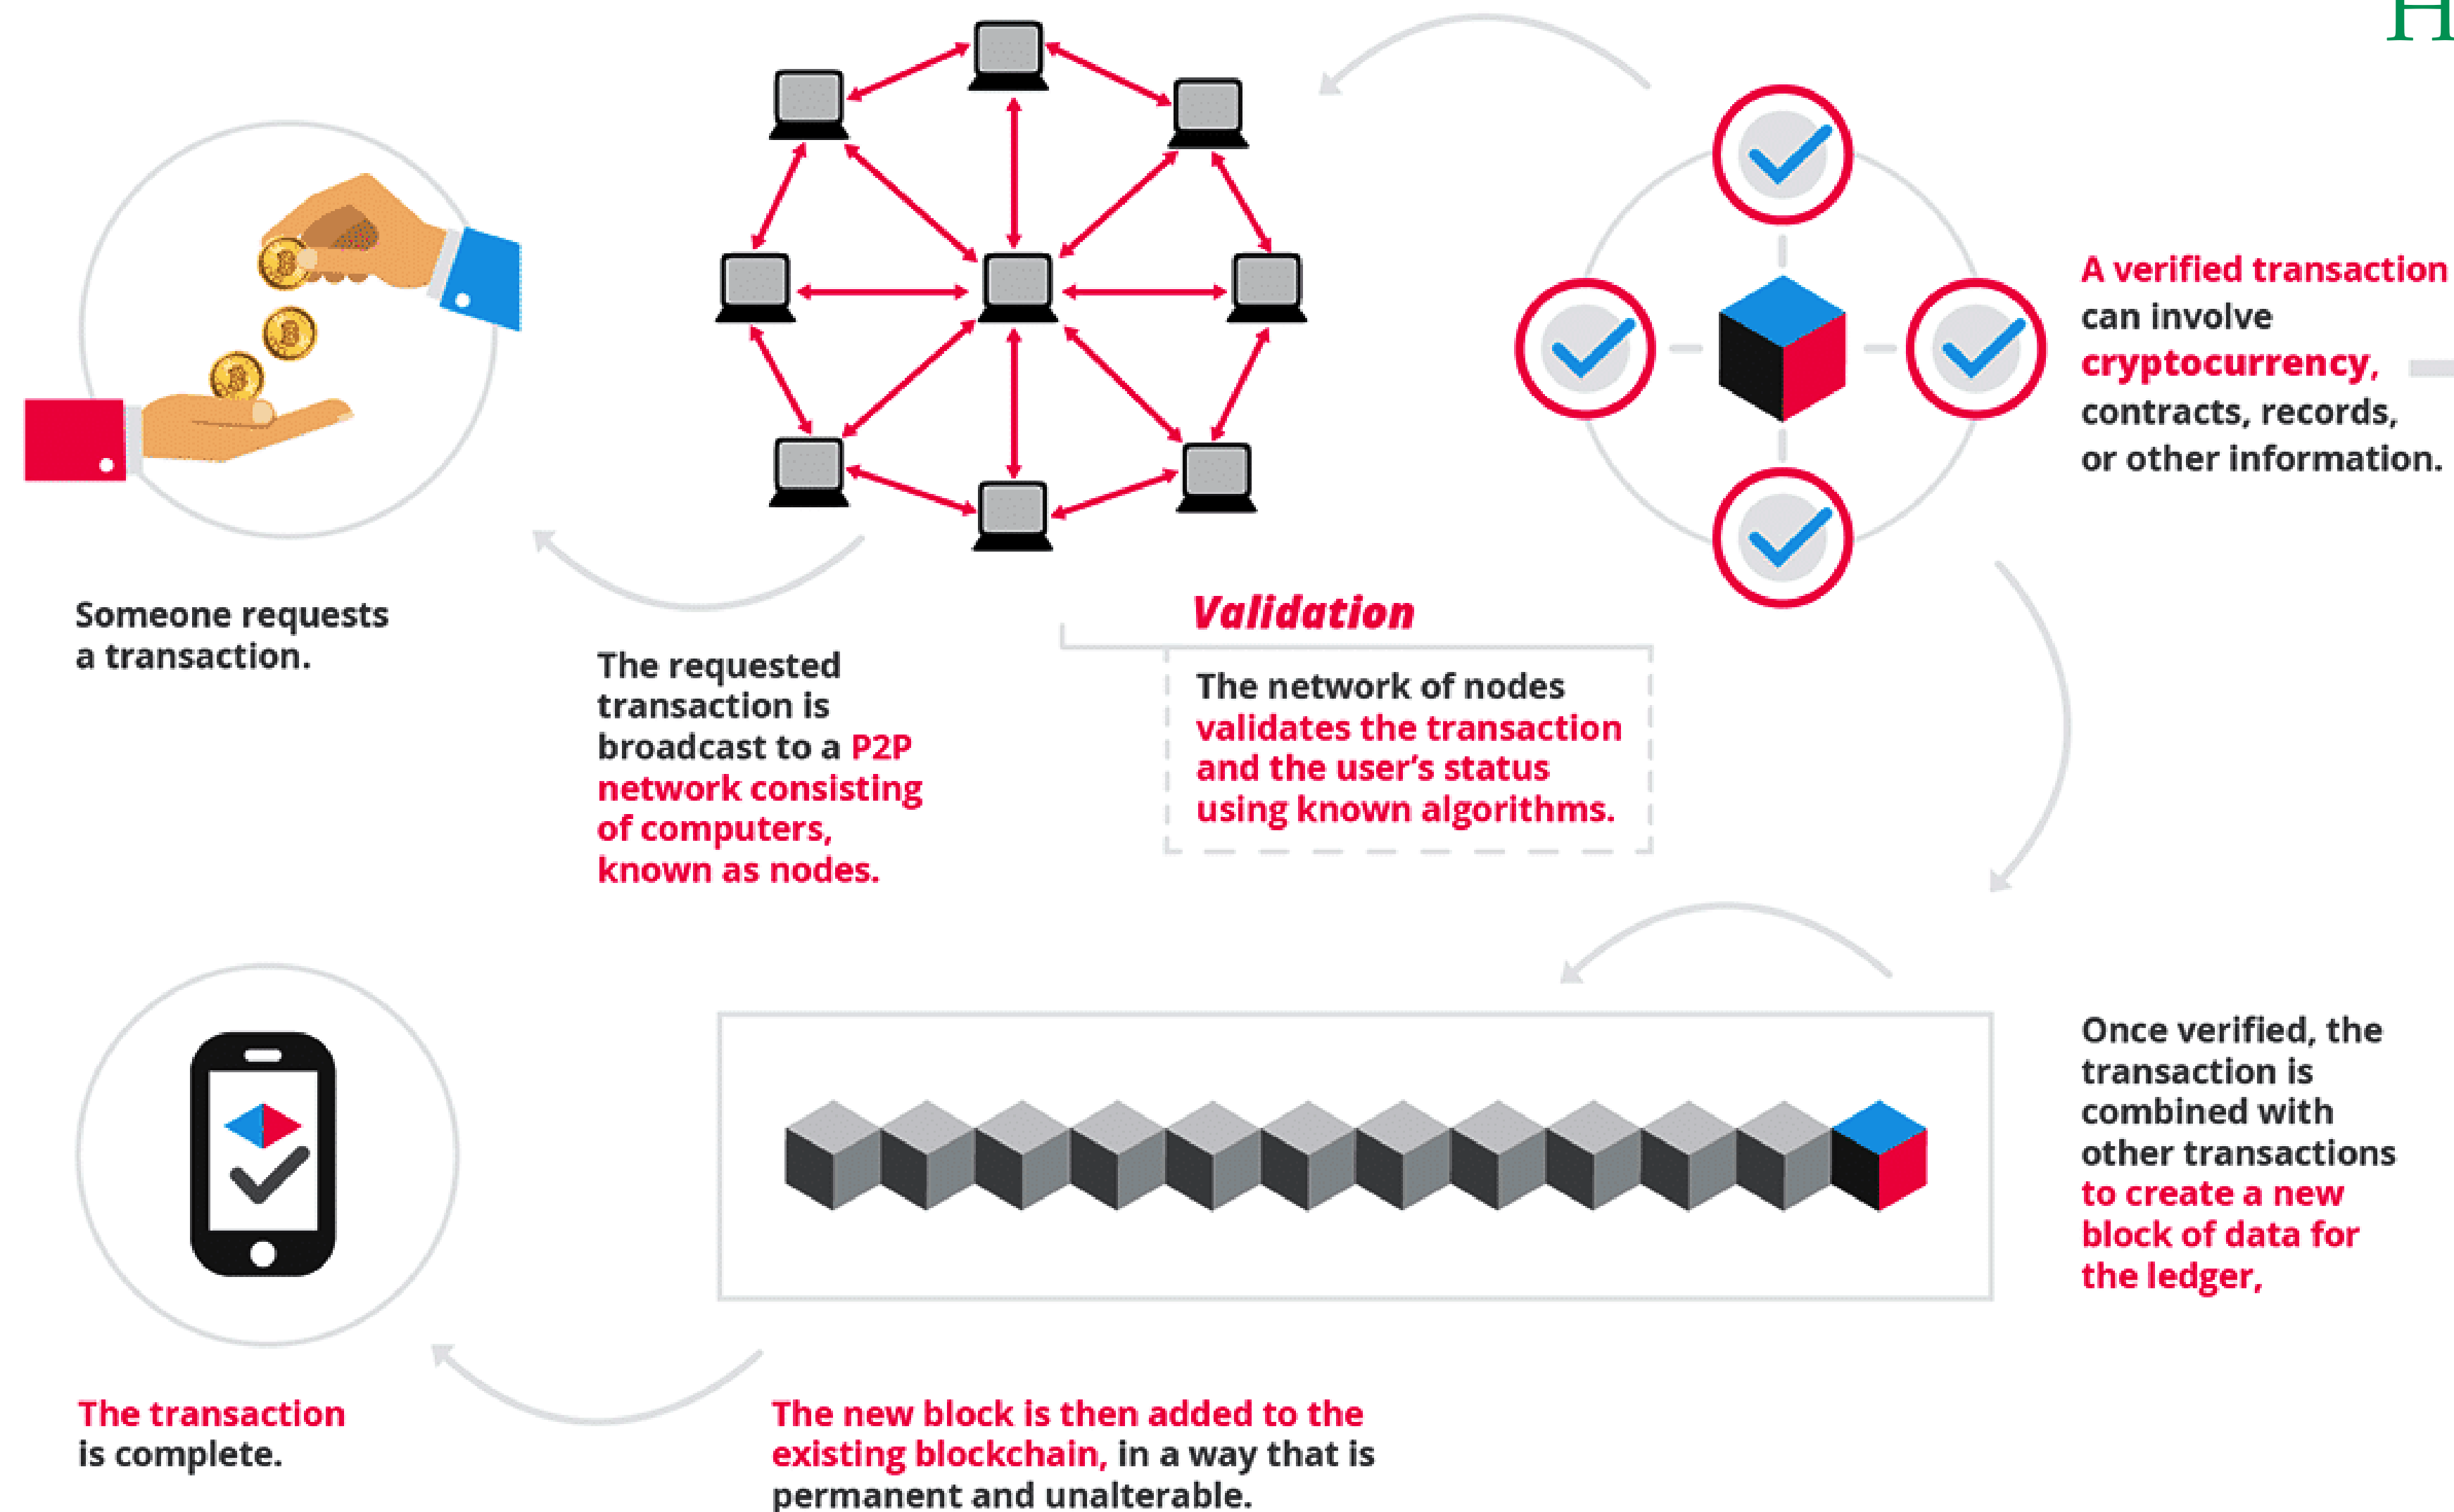 H
Someone requests
a transaction.
The requested
transaction is
broadcast to a P2P
network consisting
of computers,
known as nodes.
Validation
The network of nodes
validates the transaction
and the user's status
using known algorithms.
A verified transaction
can involve
cryptocurrency,
contracts, records,
or other information.
Once verified, the
transaction is
combined with
other transactions
to create a new
block of data for
the ledger,
The new block is then added to the
existing blockchain, in a way that is
permanent and unalterable.
The transaction
is complete.